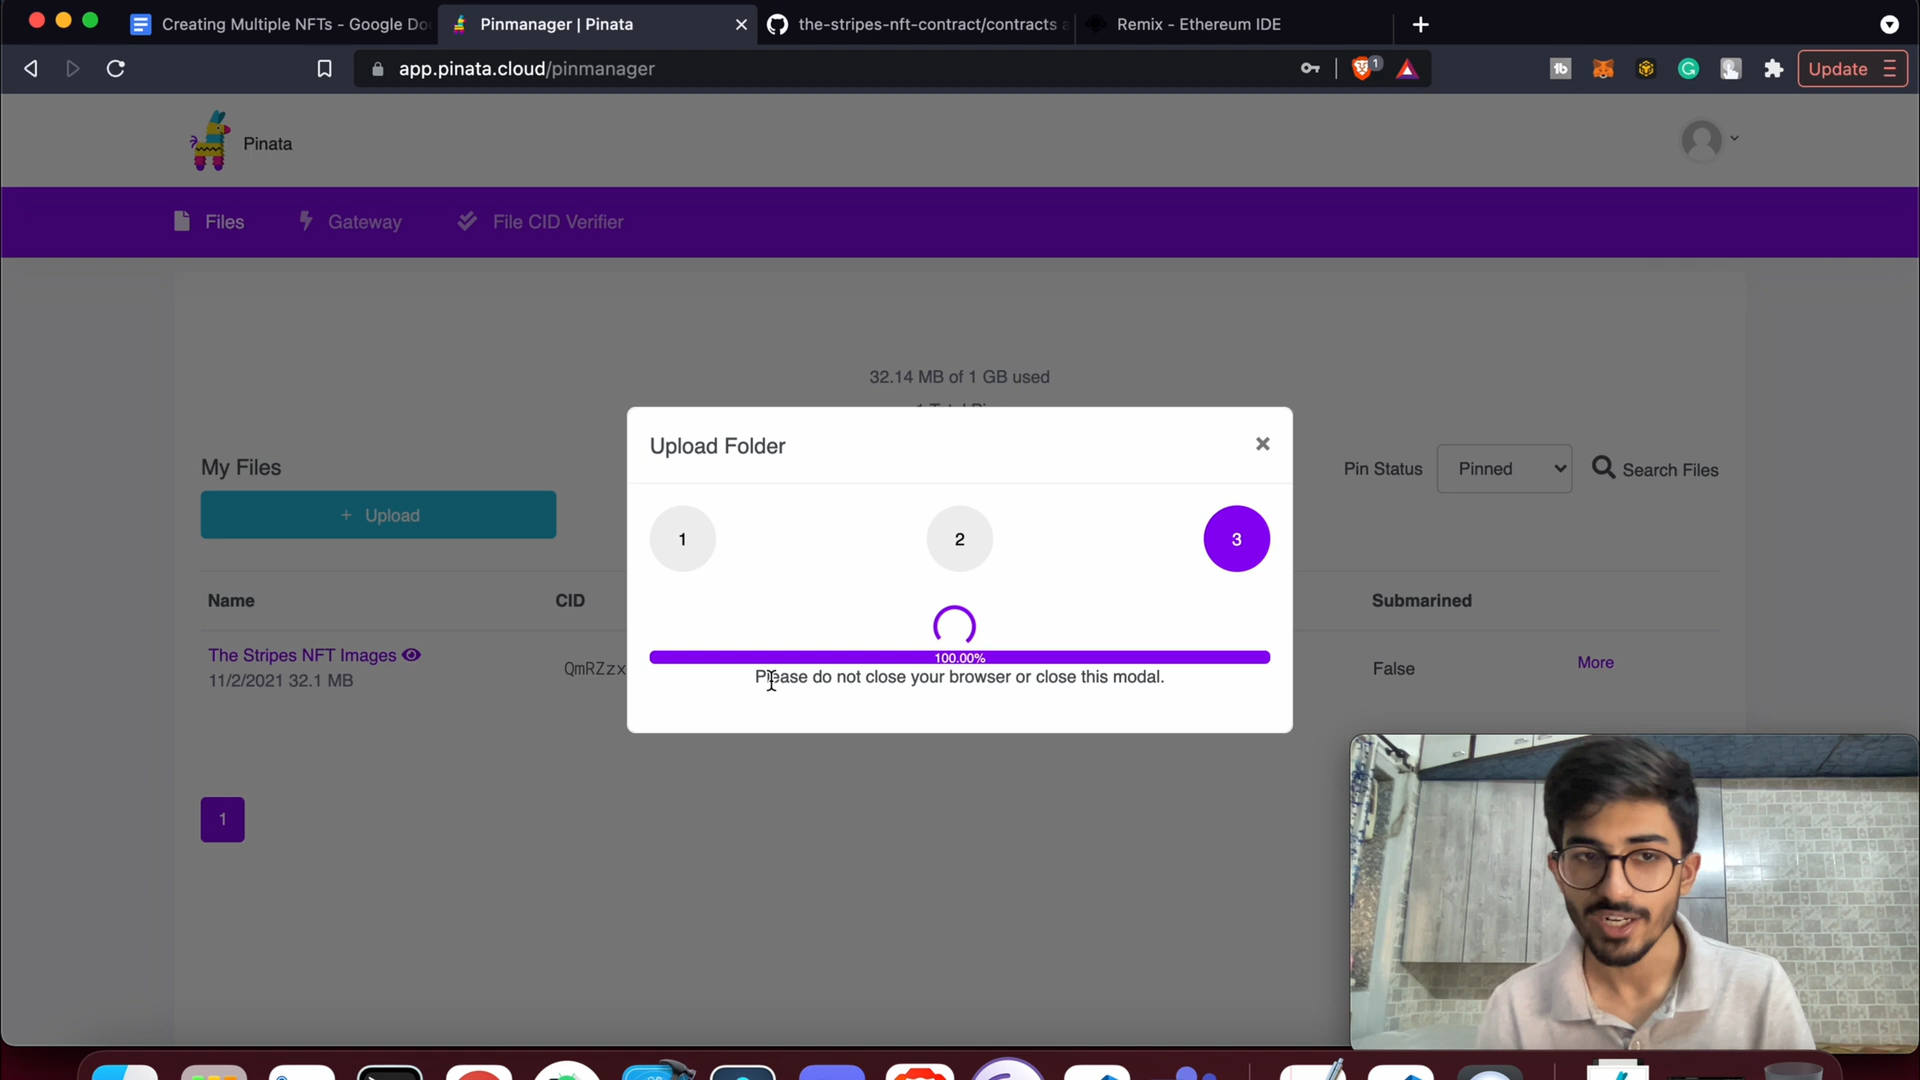 Creating Multiple NFTs - Google Do
Pinmanager | Pinata
the-stripes-nft-contract/contracts a
Remix - Ethereum IDE
app.pinata.cloud/pinmanager
1
tb
Update
Pinata
Files
Gateway
File CID Verifier
32.14 MB of 1 GB used
Upload Folder
My Files
Pin Status
Pinned
Search Files
+ Upload
1
2
3
Name
CID
Submarined
100.00%
Please do not close your browser or close this modal.
The Stripes NFT Images
11/2/2021 32.1 MB
QmRZzx
False
More
1